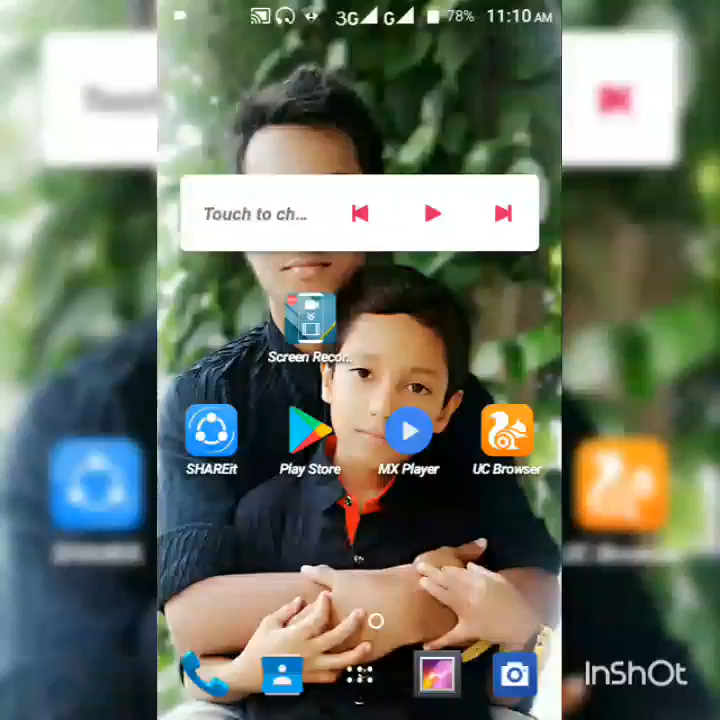 3G G 78% 11:10 AM
Touch to ch...
Screen Recor..
SHAREit Play Store MX Player UC Browser
InShOt